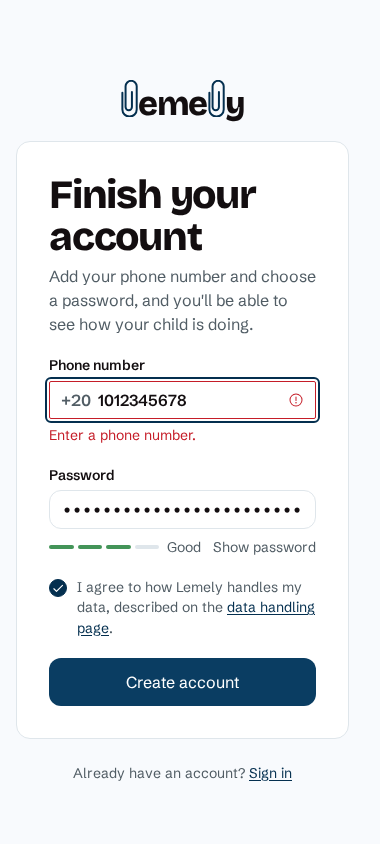 lemely
Finish your
account
Add your phone number and choose
a password, and you'll be able to
see how your child is doing.
Phone number
+20 1012345678
Enter a phone number.
Password
••••••••••••••••••••••••
Good Show password
I agree to how Lemely handles my
data, described on the data handling
page.
Create account
Already have an account? Sign in